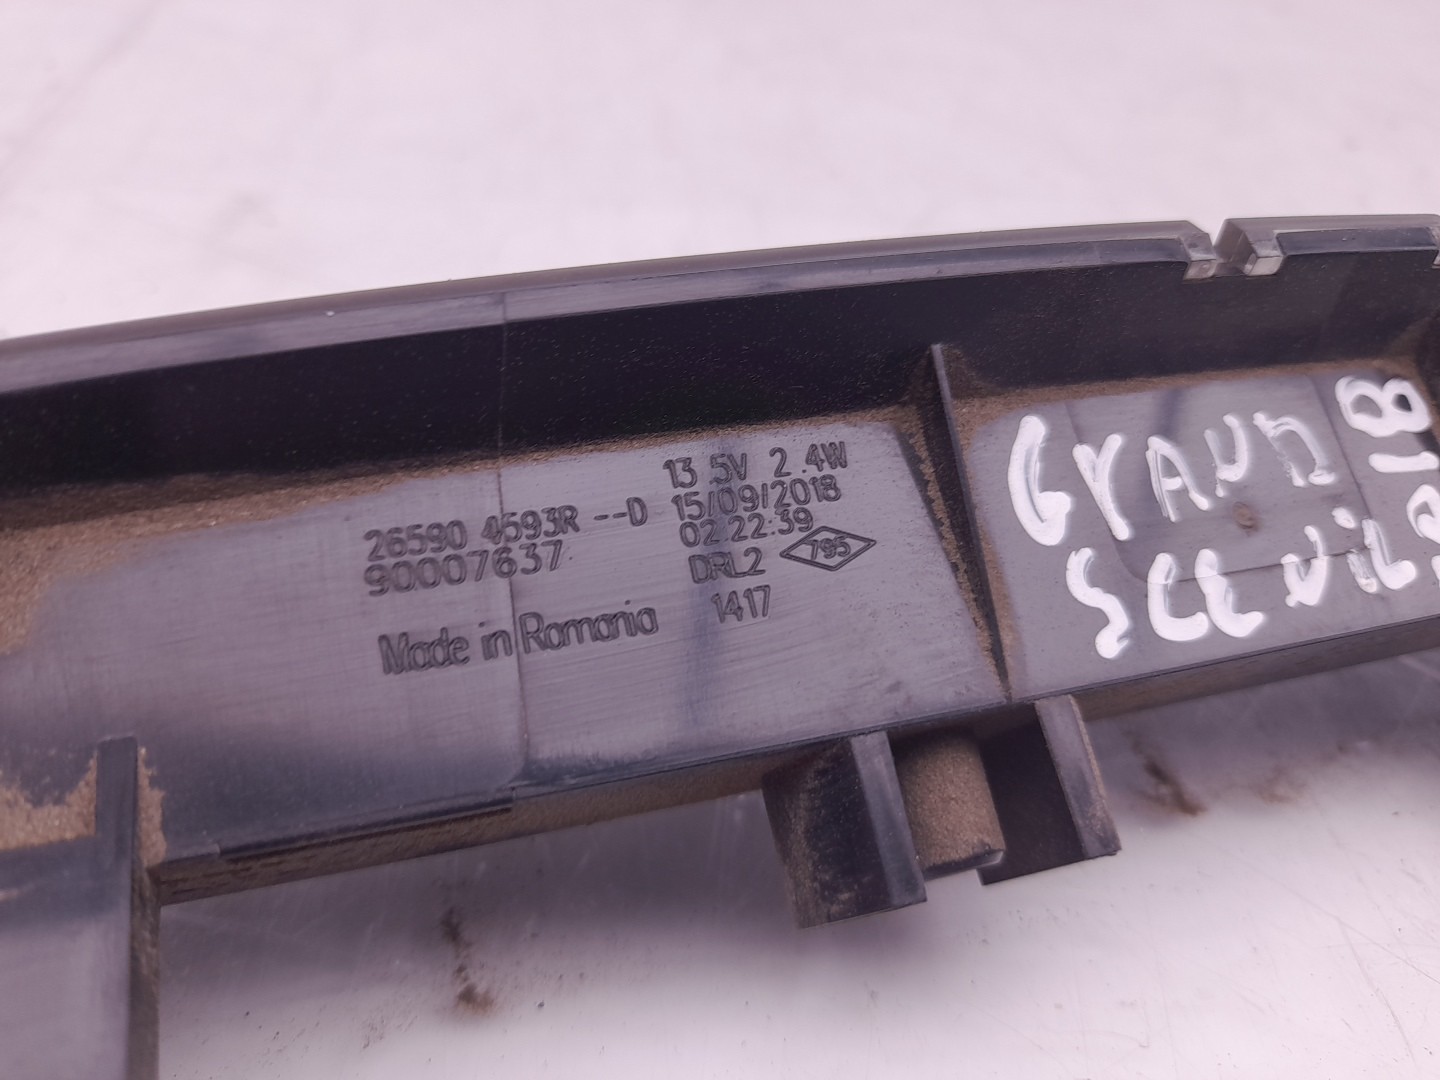 13.5V 2.4W
26590 4593R --D 15/09/2018
90007637 02:22:39
DRL2 795
Made in Romania 1417
GRAND
SCENIC
2018